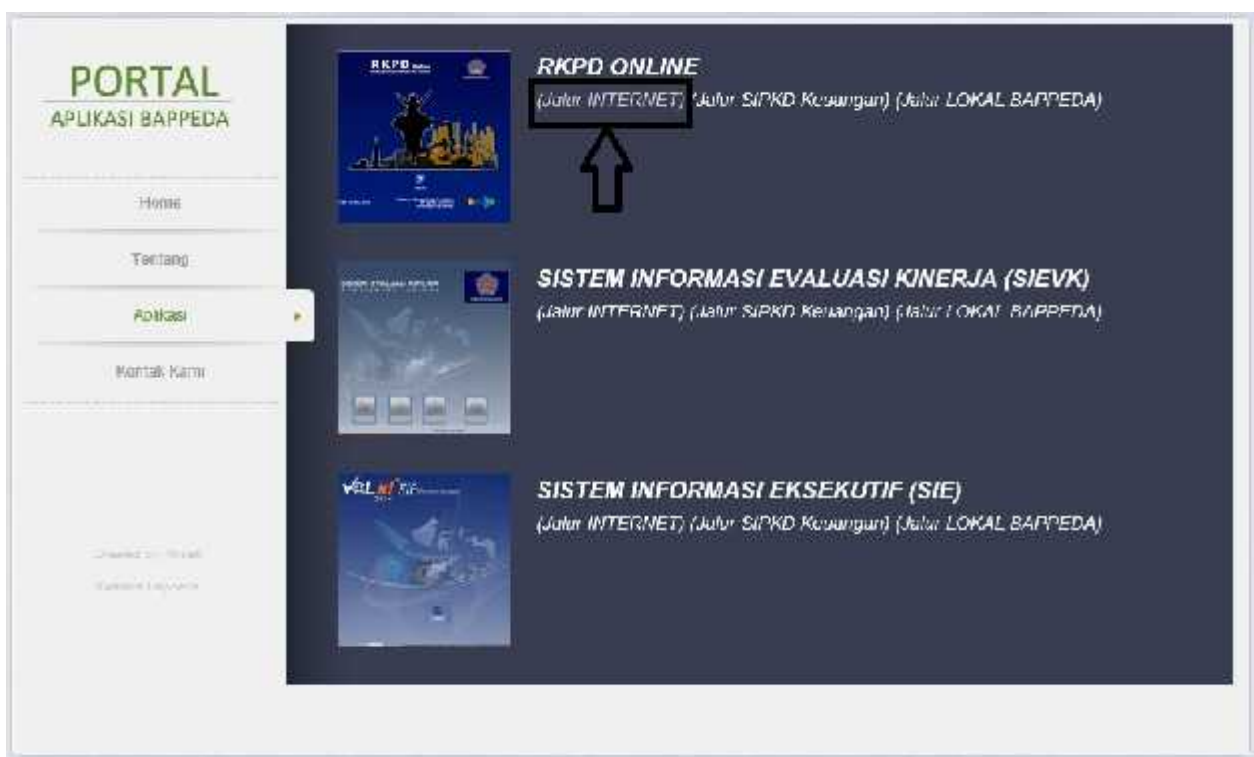 PORTAL
APLIKASI BAPPEDA
Home
Tentang
Aplikasi
Kontak Kami
RKPD Online
RKPD ONLINE
(Jalur INTERNET) (Jalur SIPKD Keuangan) (Jalur LOKAL BAPPEDA)
SISTEM INFORMASI EVALUASI KINERJA (SIEVK)
(Jalur INTERNET) (Jalur SIPKD Keuangan) (Jalur LOKAL BAPPEDA)
SISTEM INFORMASI EKSEKUTIF (SIE)
(Jalur INTERNET) (Jalur SIPKD Keuangan) (Jalur LOKAL BAPPEDA)